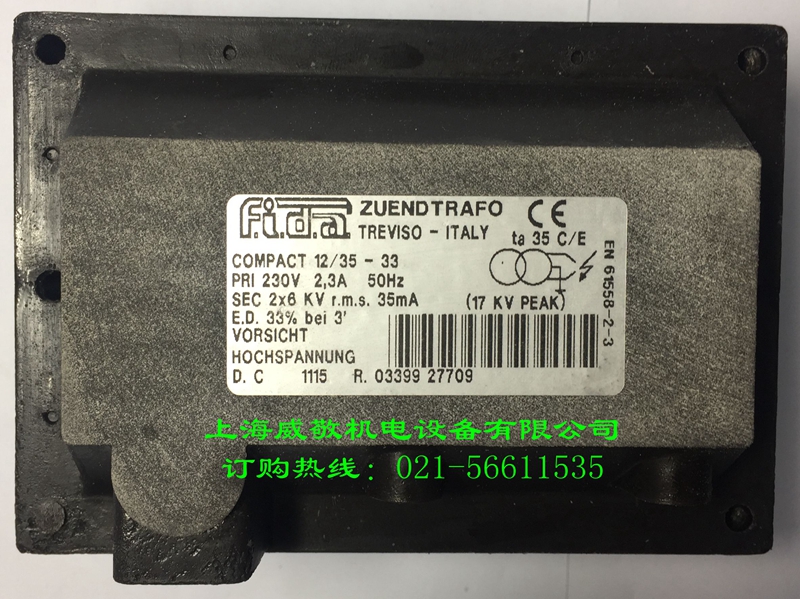 f.i.d.a. ZUENDTRAFO CE
TREVISO - ITALY ta 35 C/E
COMPACT 12/35 - 33
PRI 230V 2,3A 50Hz
SEC 2x6 KV r.m.s. 35mA (17 KV PEAK)
E.D. 33% bei 3'
VORSICHT
HOCHSPANNUNG
D. C 1115 R. 03399 27709
EN 61558-2-3
上海威敬机电设备有限公司
订购热线：021-56611535